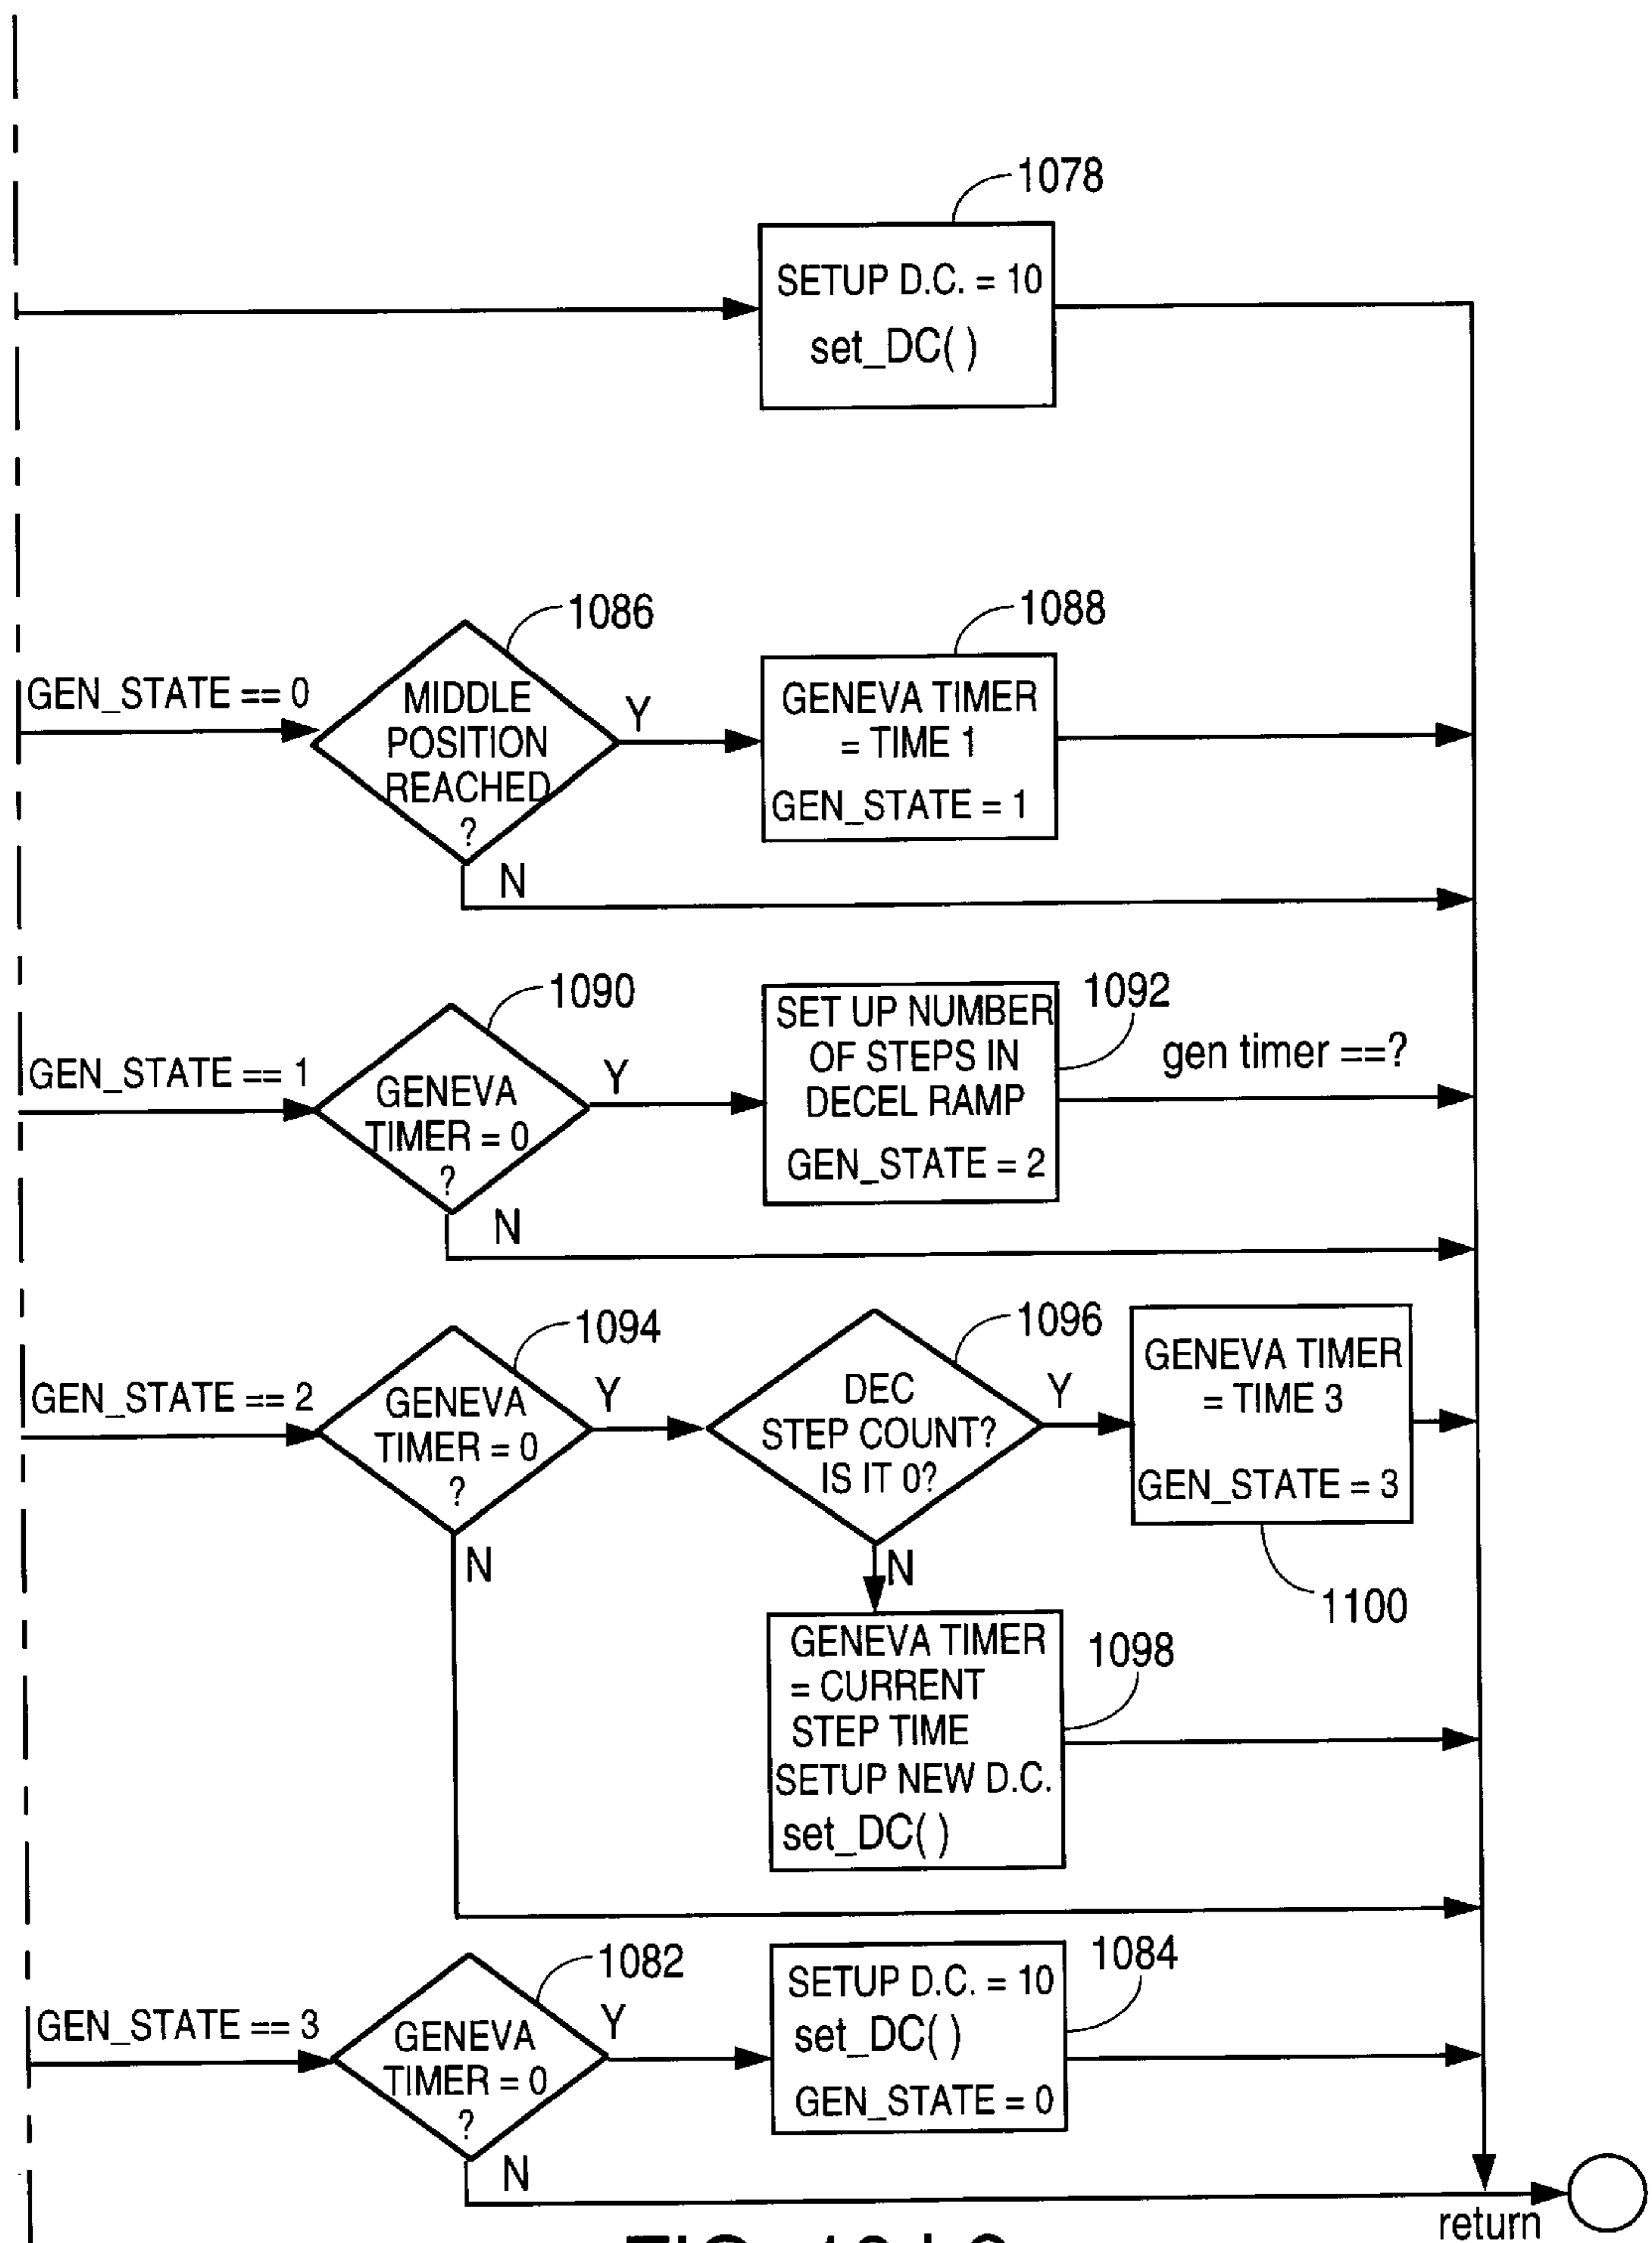 1078
SETUP D.C. = 10
set_DC( )
1086
1088
GEN_STATE == 0
MIDDLE
POSITION
REACHED
?
Y
N
GENEVA TIMER
= TIME 1
GEN_STATE = 1
1090
1092
GEN_STATE == 1
GENEVA
TIMER = 0
?
Y
N
SET UP NUMBER
OF STEPS IN
DECEL RAMP
GEN_STATE = 2
gen timer ==?
1094
1096
GEN_STATE == 2
GENEVA
TIMER = 0
?
Y
N
DEC
STEP COUNT?
IS IT 0?
Y
N
GENEVA TIMER
= TIME 3
GEN_STATE = 3
1100
GENEVA TIMER
= CURRENT
STEP TIME
SETUP NEW D.C.
set_DC( )
1098
1082
1084
GEN_STATE == 3
GENEVA
TIMER = 0
?
Y
N
SETUP D.C. = 10
set_DC( )
GEN_STATE = 0
return